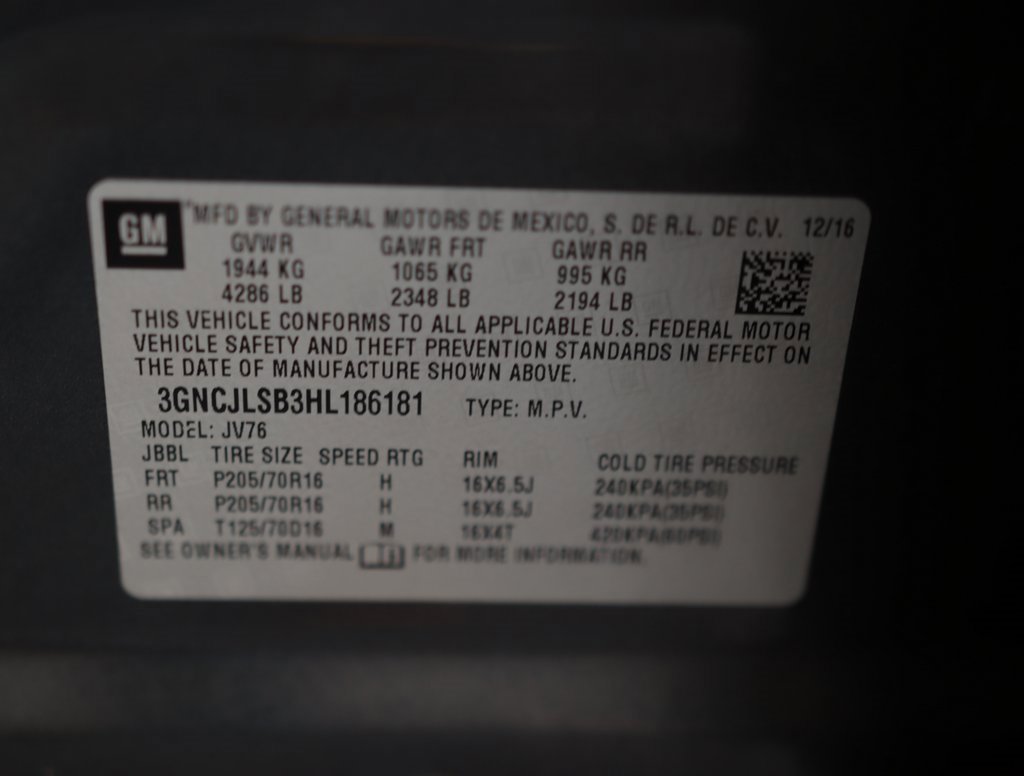 GM
MFD BY GENERAL MOTORS DE MEXICO, S. DE R.L. DE C.V. 12/16
GVWR GAWR FRT GAWR RR
1944 KG 1065 KG 995 KG
4286 LB 2348 LB 2194 LB
THIS VEHICLE CONFORMS TO ALL APPLICABLE U.S. FEDERAL MOTOR
VEHICLE SAFETY AND THEFT PREVENTION STANDARDS IN EFFECT ON
THE DATE OF MANUFACTURE SHOWN ABOVE.
3GNCJLSB3HL186181 TYPE: M.P.V.
MODEL: JV76
JBBL TIRE SIZE SPEED RTG RIM COLD TIRE PRESSURE
FRT P205/70R16 H 16X6.5J 240KPA(35PSI)
RR P205/70R16 H 16X6.5J 240KPA(35PSI)
SPA T125/70D16 M 16X4T 420KPA(60PSI)
SEE OWNER'S MANUAL FOR MORE INFORMATION.